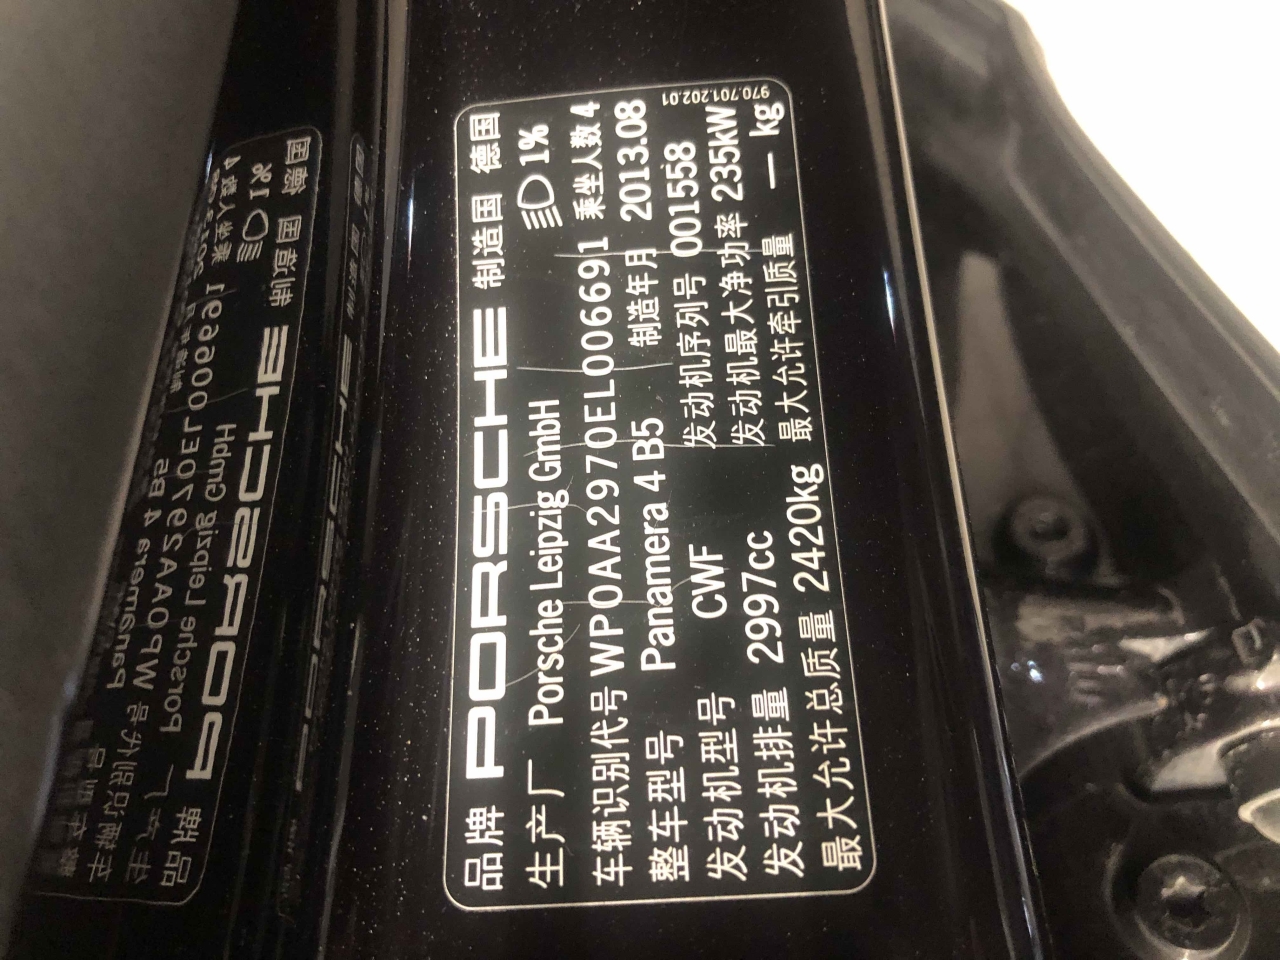 品牌 PORSCHE 制造国 德国
生产厂 Porsche Leipzig GmbH 1%
车辆识别代号 WP0AA2970EL006691 乘坐人数 4
整车型号 Panamera 4 B5 制造年月 2013.08
发动机型号 CWF 发动机序列号 001558
发动机排量 2997cc 发动机最大净功率 235kW
最大允许总质量 2420kg 最大允许牵引质量 — kg
970.701.202.01